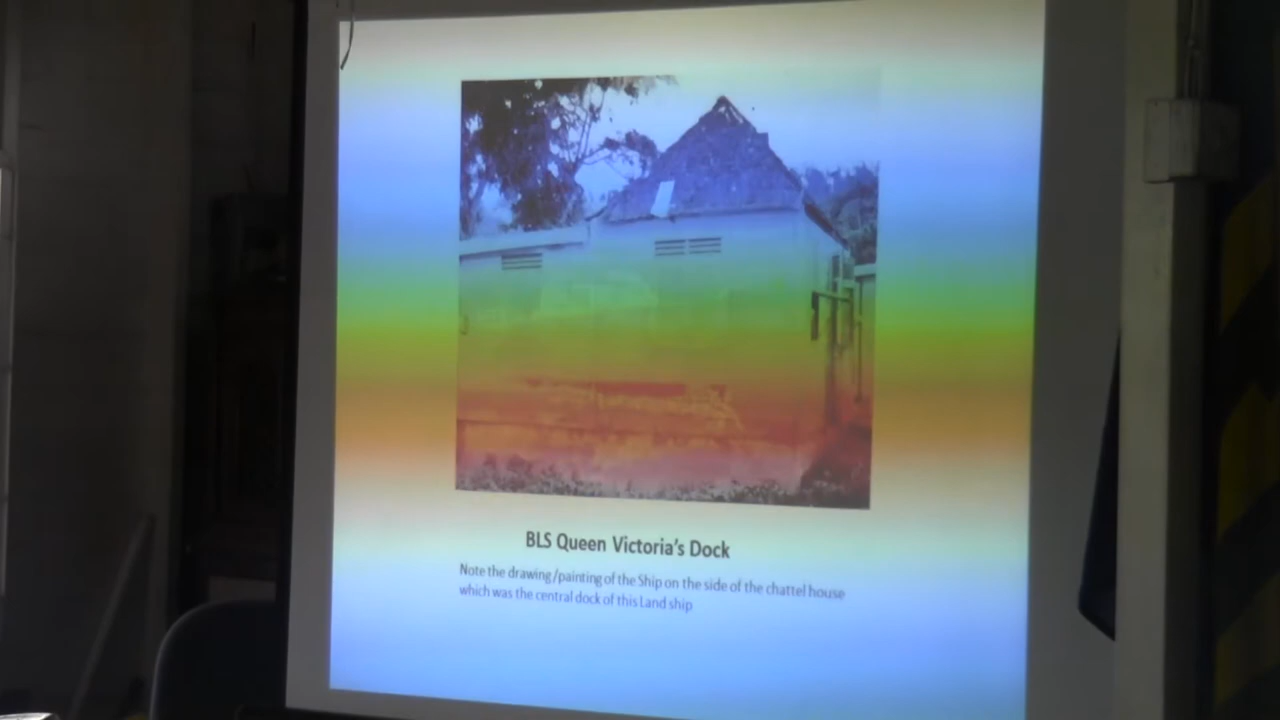 BLS Queen Victoria's Dock
Note the drawing/painting of the Ship on the side of the chattel house
which was the central dock of this Land ship